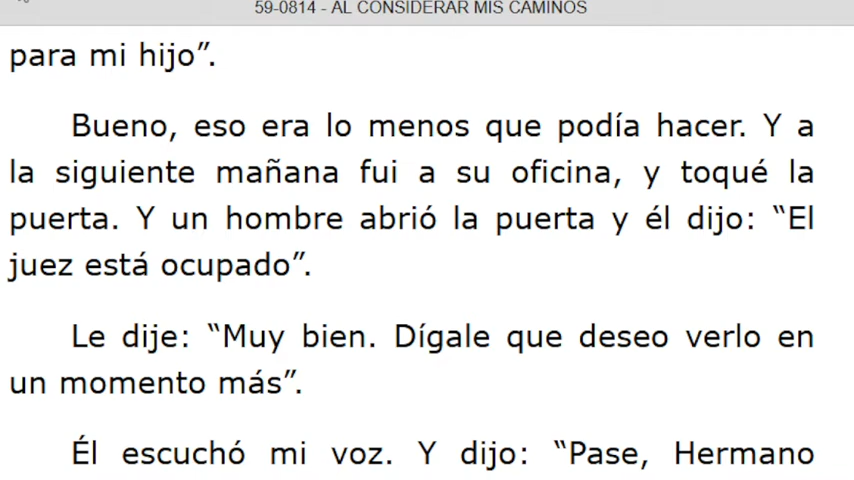 59-0814 - AL CONSIDERAR MIS CAMINOS
para mi hijo”.
Bueno, eso era lo menos que podía hacer. Y a
la siguiente mañana fui a su oficina, y toqué la
puerta. Y un hombre abrió la puerta y él dijo: “El
juez está ocupado”.
Le dije: “Muy bien. Dígale que deseo verlo en
un momento más”.
Él escuchó mi voz. Y dijo: “Pase, Hermano